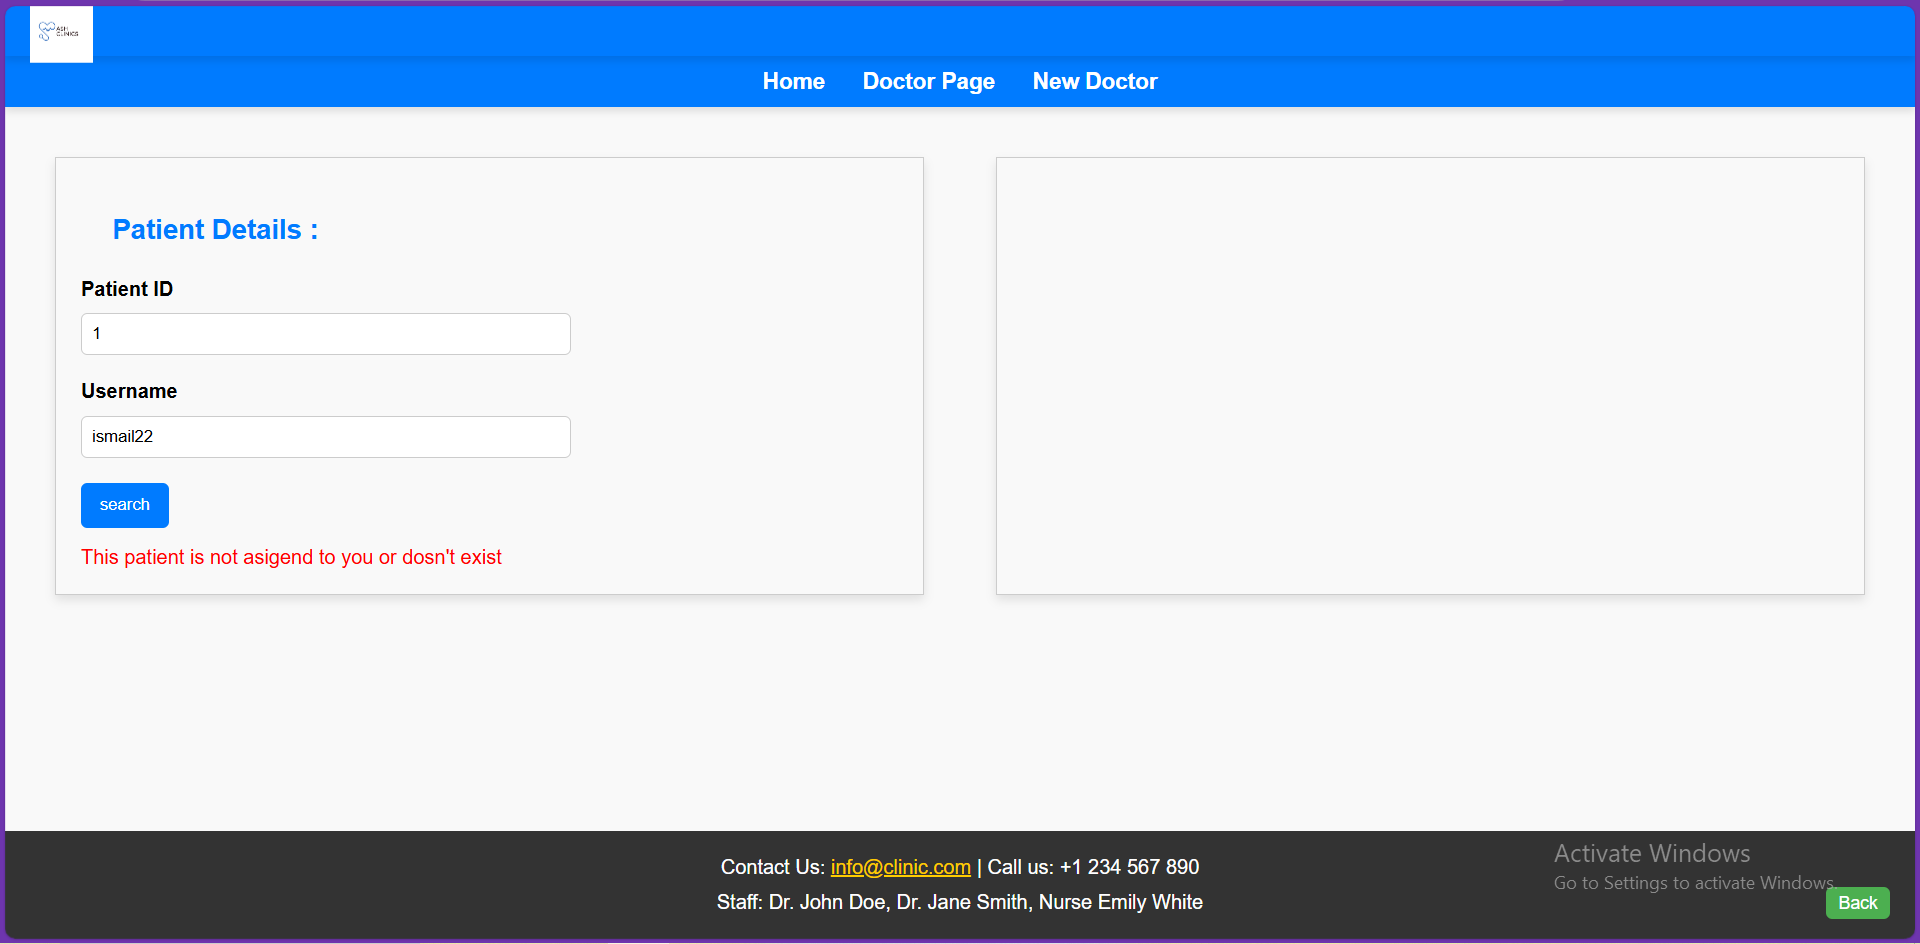 ASH
CLINICS
Home Doctor Page New Doctor
Patient Details :
Patient ID
1
Username
ismail22
search
This patient is not asigend to you or dosn't exist
Contact Us: info@clinic.com | Call us: +1 234 567 890
Staff: Dr. John Doe, Dr. Jane Smith, Nurse Emily White
Activate Windows
Go to Settings to activate Windows.
Back